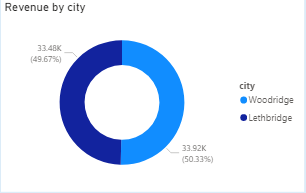 Revenue by city
33.48K
(49.67%)
city
Woodridge
Lethbridge
33.92K
(50.33%)